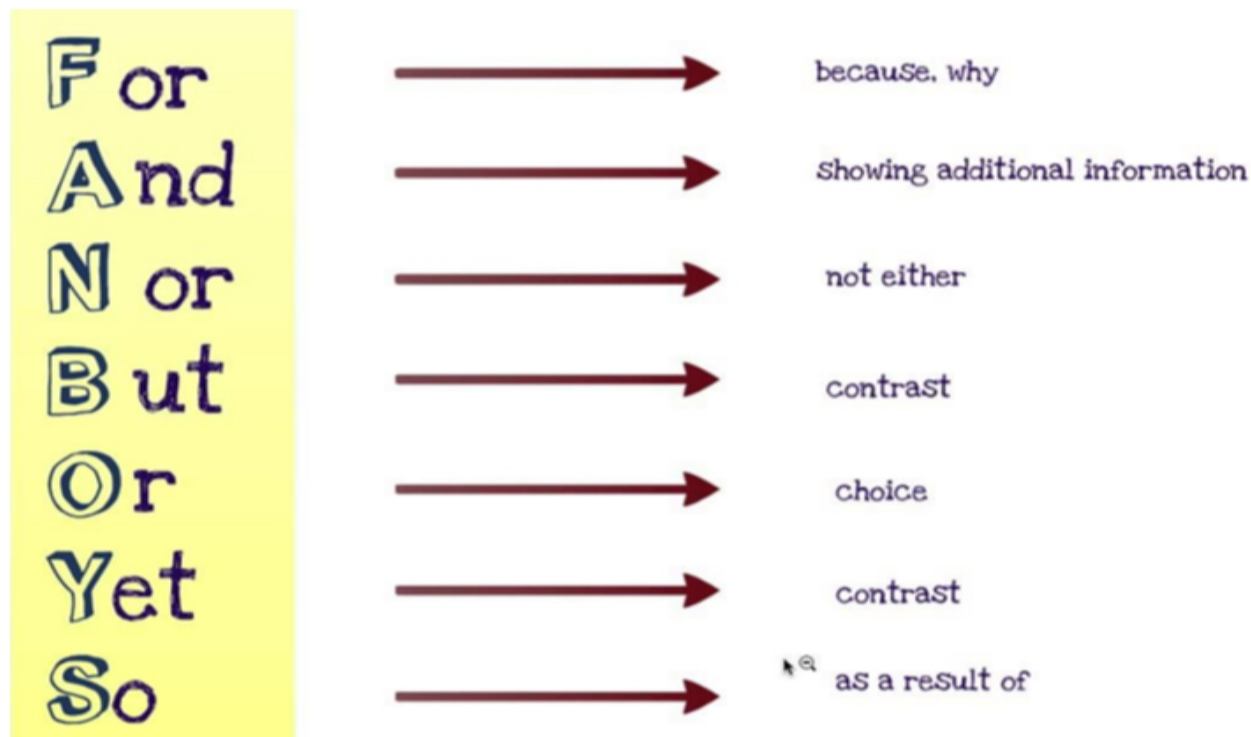 For because, why
And showing additional information
Nor not either
But contrast
Or choice
Yet contrast
So as a result of